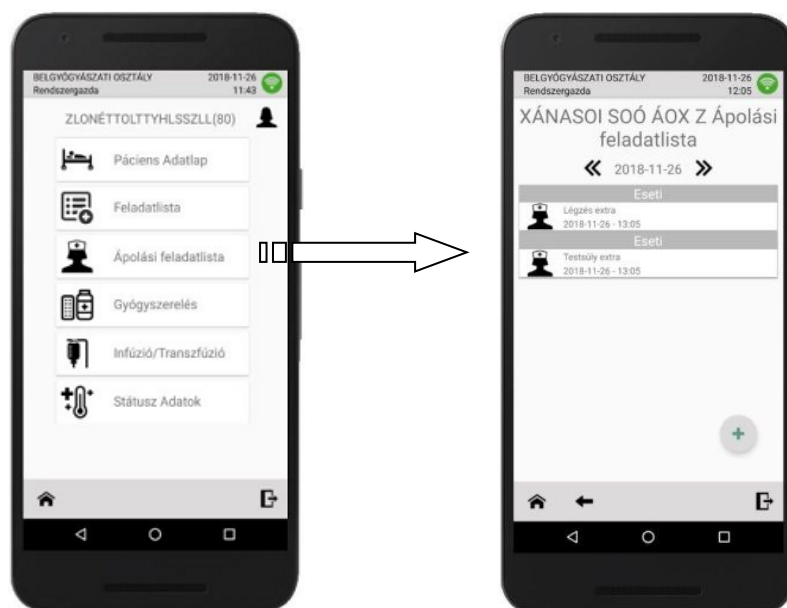 BELGYÓGYÁSZATI OSZTÁLY 2018-11-26
Rendszergazda 11:43
ZLONÉTTOLTTYHLSSZLL(80)
Páciens Adatlap
Feladatlista
Ápolási feladatlista
Gyógyszerelés
Infúzió/Transzfúzió
Státusz Adatok
BELGYÓGYÁSZATI OSZTÁLY 2018-11-26
Rendszergazda 12:05
XÁNASOI SOÓ ÁOX Z Ápolási
feladatlista
2018-11-26
Eseti
Légzés extra
2018-11-26 - 13:05
Eseti
Testsúly extra
2018-11-26 - 13:05